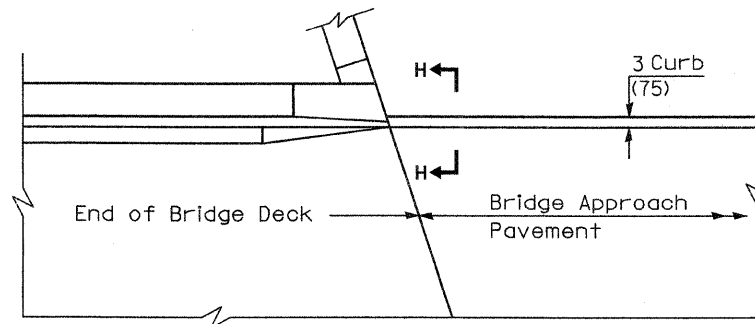 H
3 Curb
(75)
H
End of Bridge Deck
Bridge Approach
Pavement